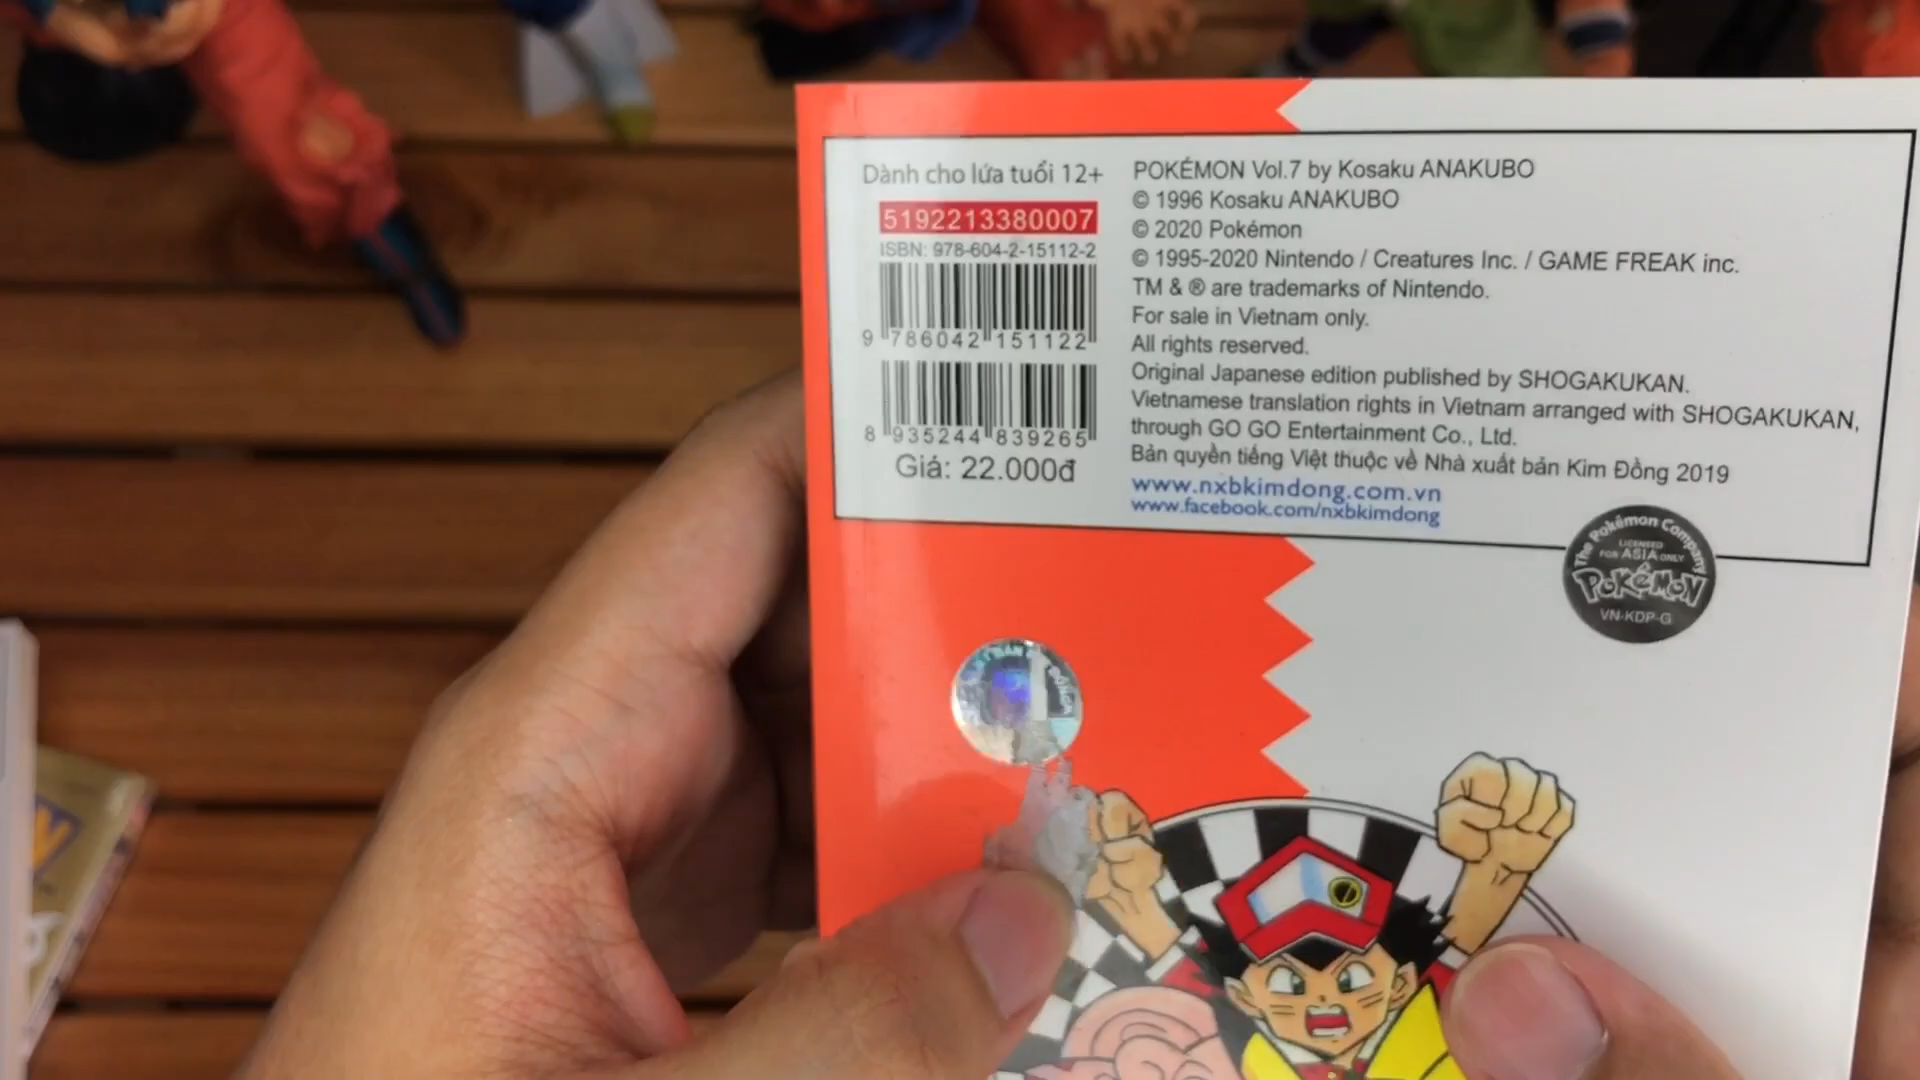 Dành cho lứa tuổi 12+
5192213380007
ISBN: 978-604-2-15112-2
9 786042 151122
8 935244 839265
Giá: 22.000đ
POKÉMON Vol.7 by Kosaku ANAKUBO
© 1996 Kosaku ANAKUBO
© 2020 Pokémon
© 1995-2020 Nintendo / Creatures Inc. / GAME FREAK inc.
TM & ® are trademarks of Nintendo.
For sale in Vietnam only.
All rights reserved.
Original Japanese edition published by SHOGAKUKAN.
Vietnamese translation rights in Vietnam arranged with SHOGAKUKAN,
through GO GO Entertainment Co., Ltd.
Bản quyền tiếng Việt thuộc về Nhà xuất bản Kim Đồng 2019
www.nxbkimdong.com.vn
www.facebook.com/nxbkimdong
The Pokémon Company
LICENSED
FOR ASIA ONLY
POKéMON
VN-KDP-G